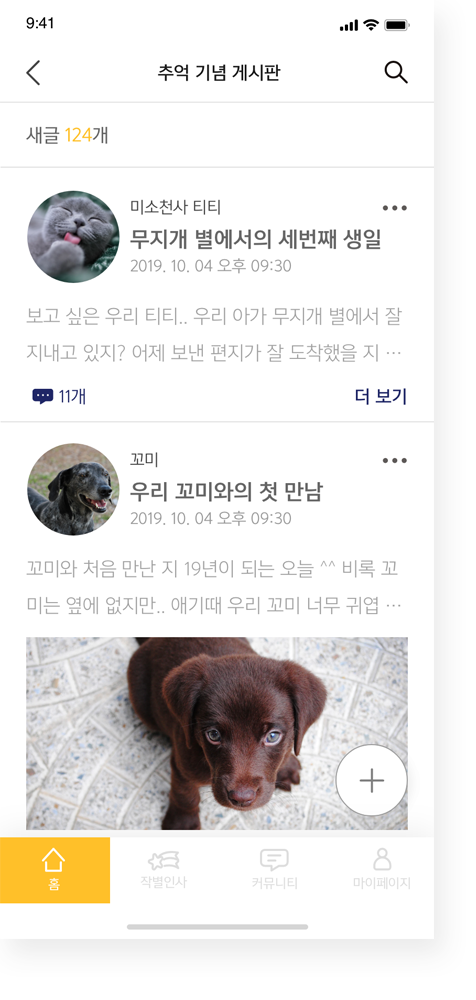 9:41
추억 기념 게시판
새글 124개
미소천사 티티
무지개 별에서의 세번째 생일
2019. 10. 04 오후 09:30
보고 싶은 우리 티티.. 우리 아가 무지개 별에서 잘
지내고 있지? 어제 보낸 편지가 잘 도착했을 지 ...
11개
더 보기
꼬미
우리 꼬미와의 첫 만남
2019. 10. 04 오후 09:30
꼬미와 처음 만난 지 19년이 되는 오늘 ^^ 비록 꼬
미는 옆에 없지만.. 애기때 우리 꼬미 너무 귀엽 ...
홈
작별인사
커뮤니티
마이페이지